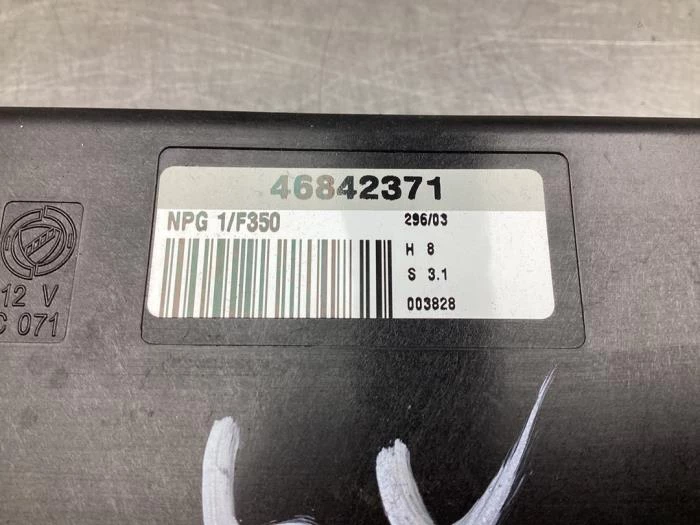 46842371
NPG 1/F350
296/03
H 8
S 3.1
003828
12 V
C 071